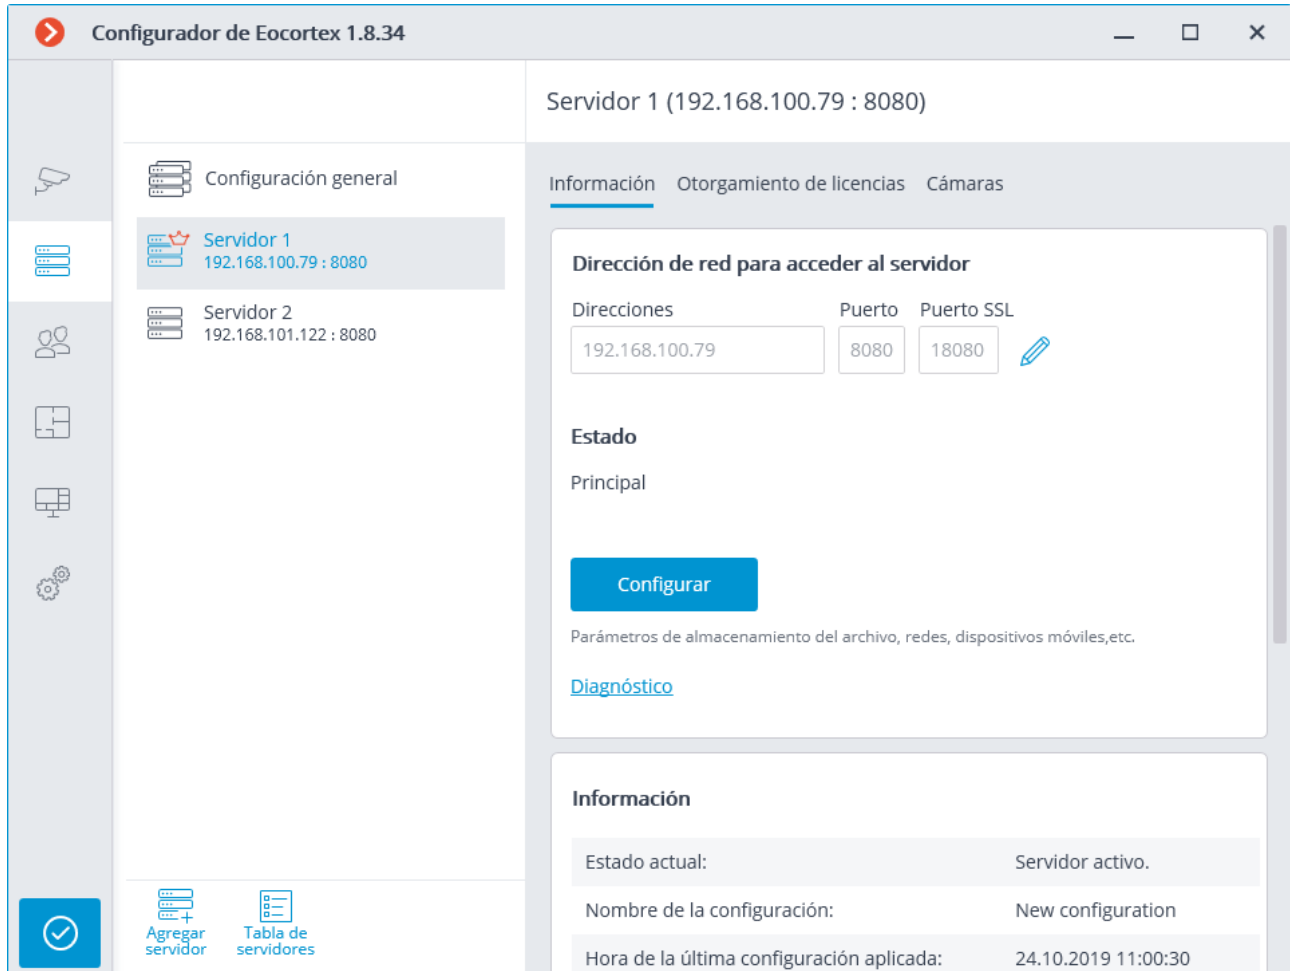 Configurador de Eocortex 1.8.34
Servidor 1 (192.168.100.79 : 8080)
Configuración general
Servidor 1
192.168.100.79 : 8080
Servidor 2
192.168.101.122 : 8080
Agregar servidor
Tabla de servidores
Información Otorgamiento de licencias Cámaras
Dirección de red para acceder al servidor
Direcciones Puerto Puerto SSL
192.168.100.79 8080 18080
Estado
Principal
Configurar
Parámetros de almacenamiento del archivo, redes, dispositivos móviles,etc.
Diagnóstico
Información
Estado actual: Servidor activo.
Nombre de la configuración: New configuration
Hora de la última configuración aplicada: 24.10.2019 11:00:30